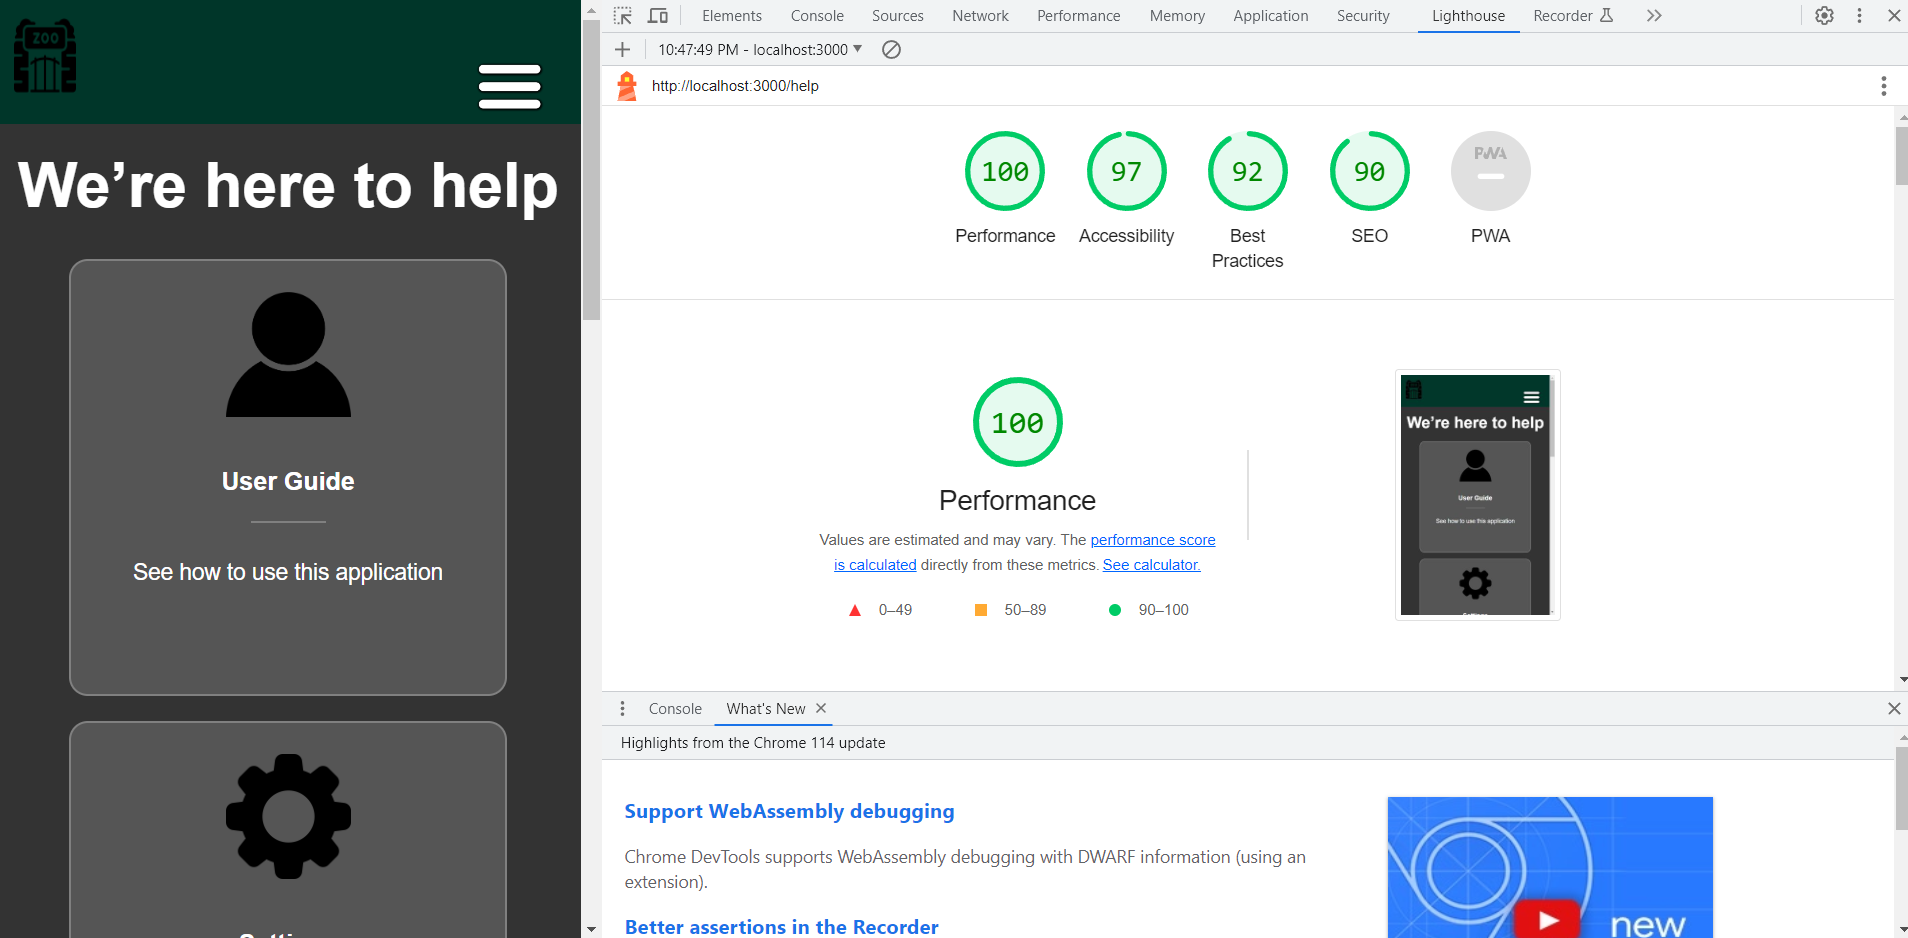 ZOO
We’re here to help
User Guide
See how to use this application
Elements Console Sources Network Performance Memory Application Security Lighthouse Recorder
10:47:49 PM - localhost:3000
http://localhost:3000/help
100 97 92 90 PWA
Performance Accessibility Best Practices SEO PWA
100
Performance
Values are estimated and may vary. The performance score
is calculated directly from these metrics. See calculator.
0–49 50–89 90–100
We're here to help
User Guide
See how to use this application
Console What's New
Highlights from the Chrome 114 update
Support WebAssembly debugging
Chrome DevTools supports WebAssembly debugging with DWARF information (using an
extension).
Better assertions in the Recorder
new